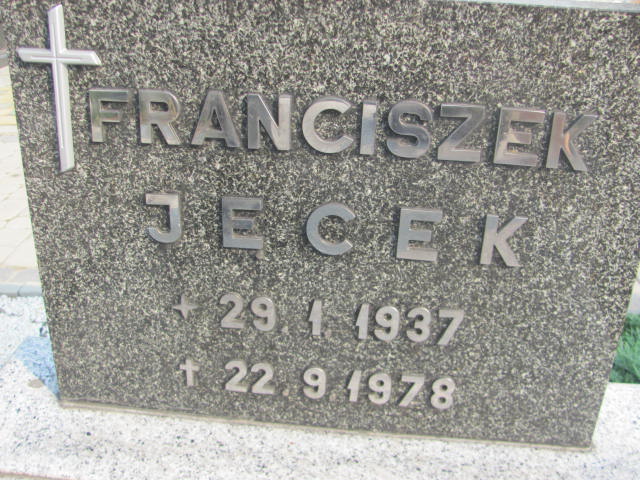 FRANCISZEK
JECEK
+ 29.1.1937
† 22.9.1978